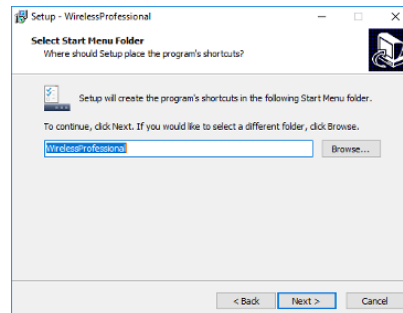 Setup - WirelessProfessional
Select Start Menu Folder
Where should Setup place the program's shortcuts?
Setup will create the program's shortcuts in the following Start Menu folder.
To continue, click Next. If you would like to select a different folder, click Browse.
WirelessProfessional
Browse...
< Back
Next >
Cancel